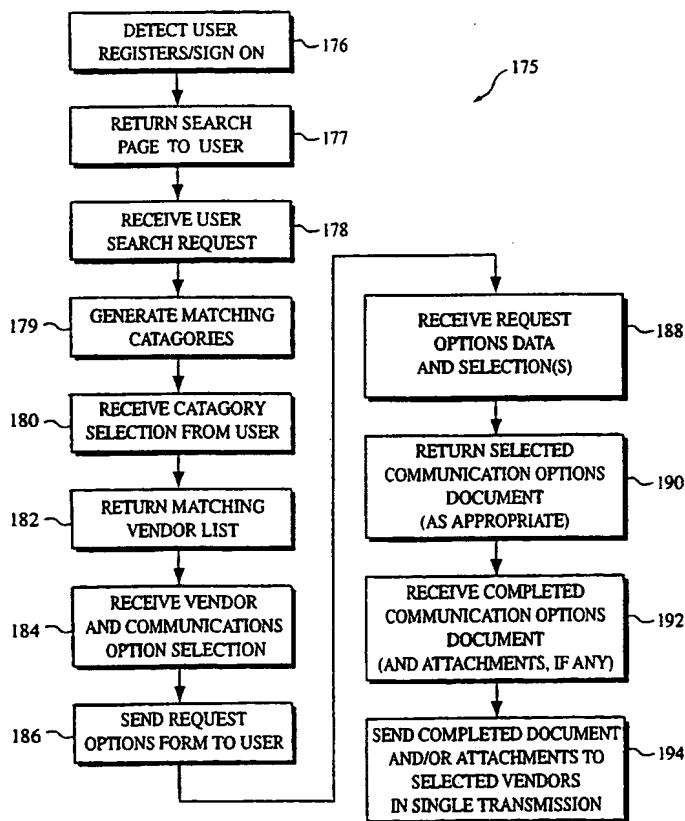 DETECT USER
REGISTERS/SIGN ON
176
175
RETURN SEARCH
PAGE TO USER
177
RECEIVE USER
SEARCH REQUEST
178
179
GENERATE MATCHING
CATAGORIES
180
RECEIVE CATAGORY
SELECTION FROM USER
182
RETURN MATCHING
VENDOR LIST
184
RECEIVE VENDOR
AND COMMUNICATIONS
OPTION SELECTION
186
SEND REQUEST
OPTIONS FORM TO USER
RECEIVE REQUEST
OPTIONS DATA
AND SELECTION(S)
188
RETURN SELECTED
COMMUNICATION OPTIONS
DOCUMENT
(AS APPROPRIATE)
190
RECEIVE COMPLETED
COMMUNICATION OPTIONS
DOCUMENT
(AND ATTACHMENTS, IF ANY)
192
SEND COMPLETED DOCUMENT
AND/OR ATTACHMENTS TO
SELECTED VENDORS
IN SINGLE TRANSMISSION
194